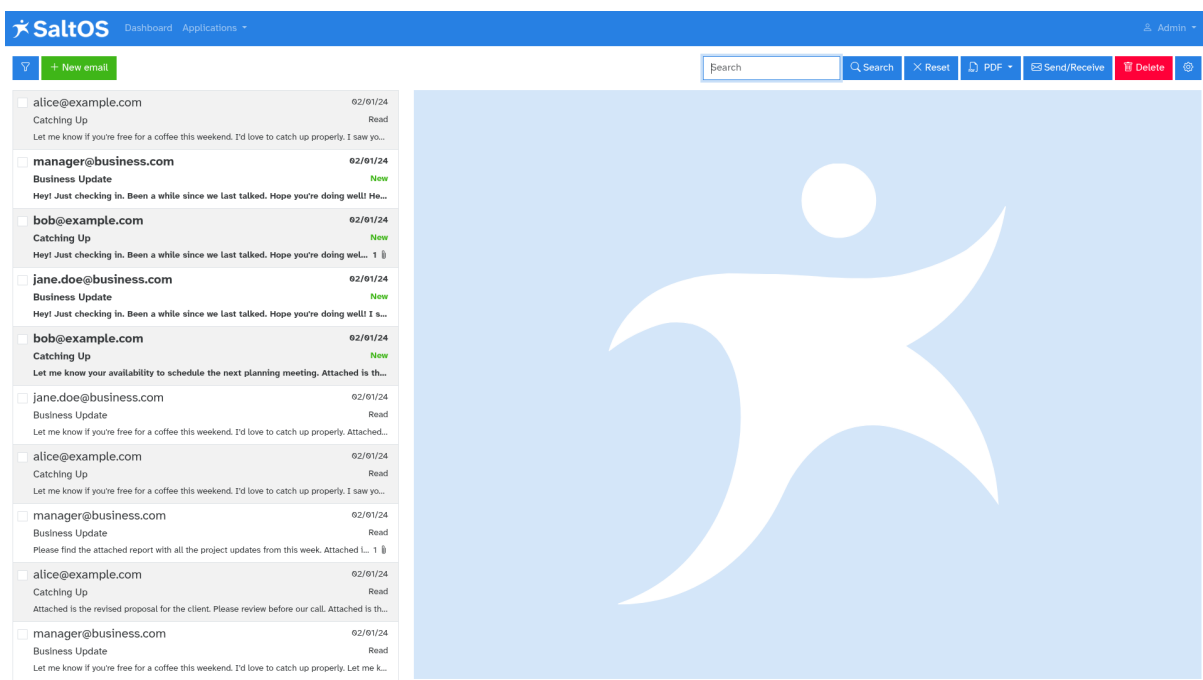 SaltOS Dashboard Applications Admin
+ New email Search Search Reset PDF Send/Receive Delete
alice@example.com 02/01/24
Catching Up Read
Let me know if you're free for a coffee this weekend. I'd love to catch up properly. I saw yo...
manager@business.com 02/01/24
Business Update New
Hey! Just checking in. Been a while since we last talked. Hope you're doing well! He...
bob@example.com 02/01/24
Catching Up New
Hey! Just checking in. Been a while since we last talked. Hope you're doing wel... 1
jane.doe@business.com 02/01/24
Business Update New
Hey! Just checking in. Been a while since we last talked. Hope you're doing well! I s...
bob@example.com 02/01/24
Catching Up New
Let me know your availability to schedule the next planning meeting. Attached is th...
jane.doe@business.com 02/01/24
Business Update Read
Let me know if you're free for a coffee this weekend. I'd love to catch up properly. Attached...
alice@example.com 02/01/24
Catching Up Read
Let me know if you're free for a coffee this weekend. I'd love to catch up properly. I saw yo...
manager@business.com 02/01/24
Business Update Read
Please find the attached report with all the project updates from this week. Attached i... 1
alice@example.com 02/01/24
Catching Up Read
Attached is the revised proposal for the client. Please review before our call. Attached is th...
manager@business.com 02/01/24
Business Update Read
Let me know if you're free for a coffee this weekend. I'd love to catch up properly. Let me k...